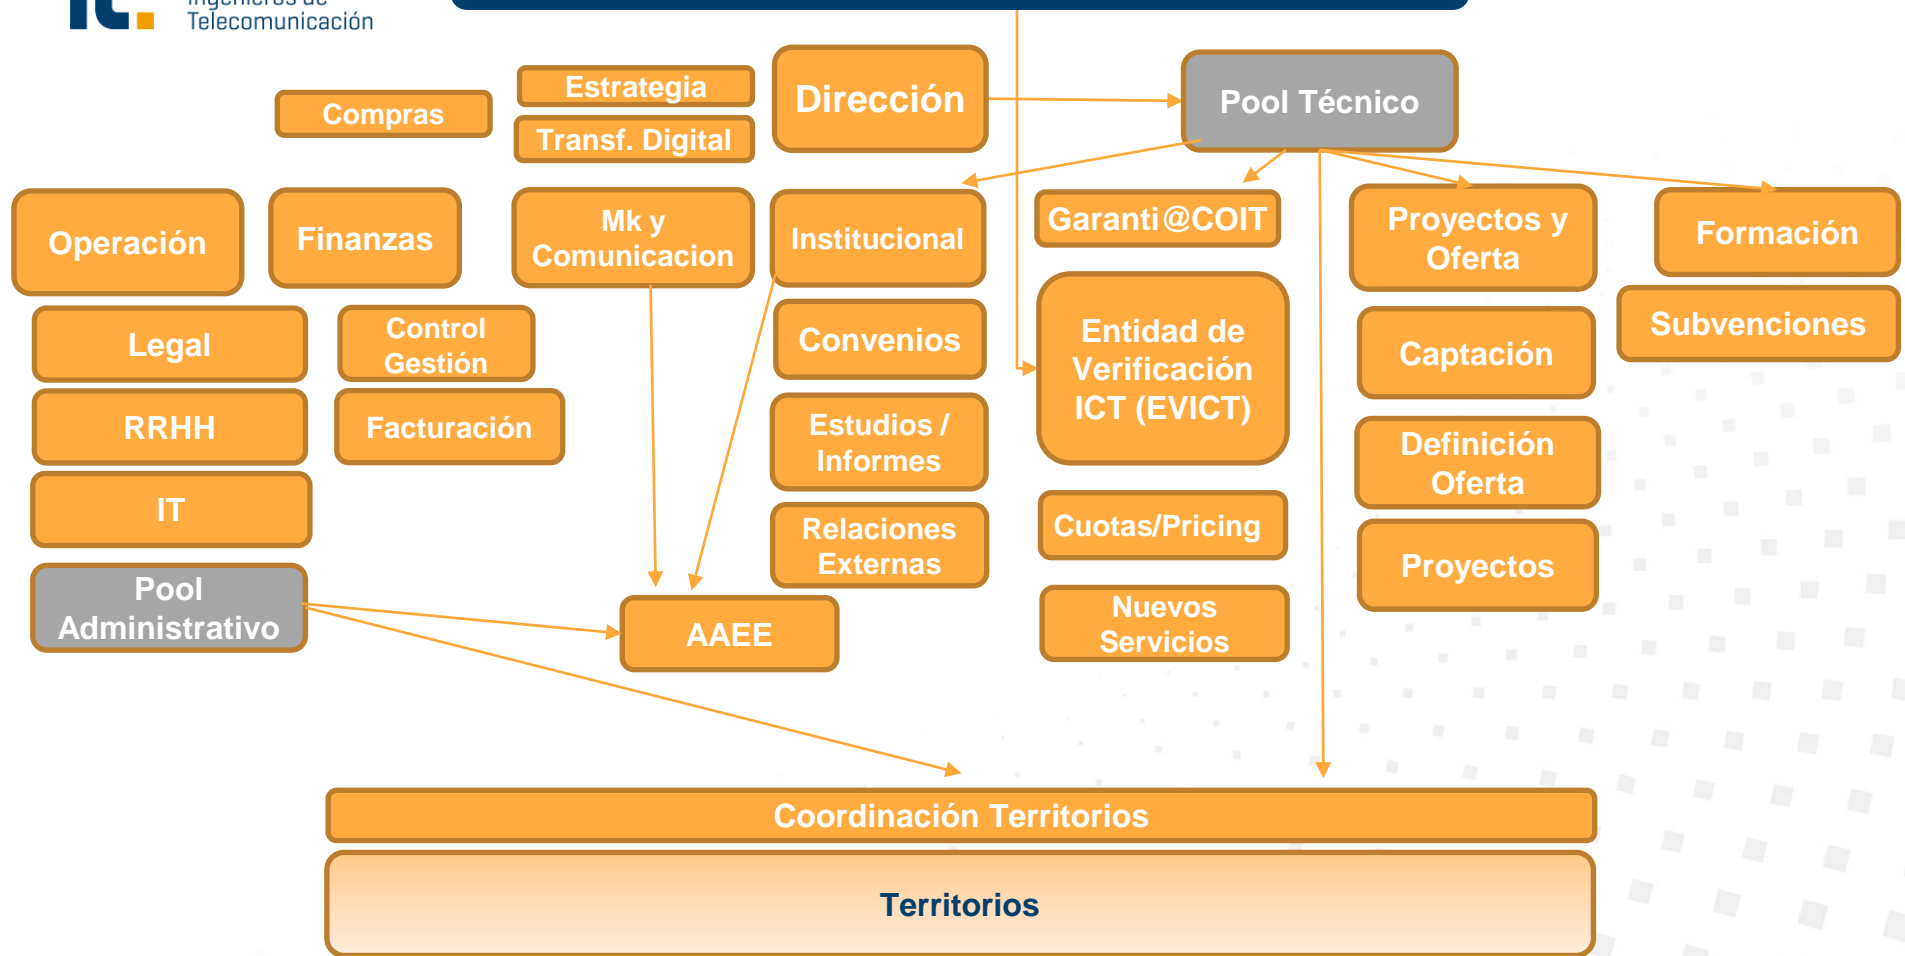 Ingenieros de
Telecomunicación
Estrategia
Compras
Transf. Digital
Dirección
Pool Técnico
Operación
Finanzas
Mk y
Comunicacion
Institucional
Garanti@COIT
Proyectos y
Oferta
Formación
Legal
Control
Gestión
Convenios
Entidad de
Verificación
ICT (EVICT)
Captación
Subvenciones
RRHH
Facturación
Estudios /
Informes
Definición
Oferta
IT
Relaciones
Externas
Cuotas/Pricing
Proyectos
Pool
Administrativo
AAEE
Nuevos
Servicios
Coordinación Territorios
Territorios